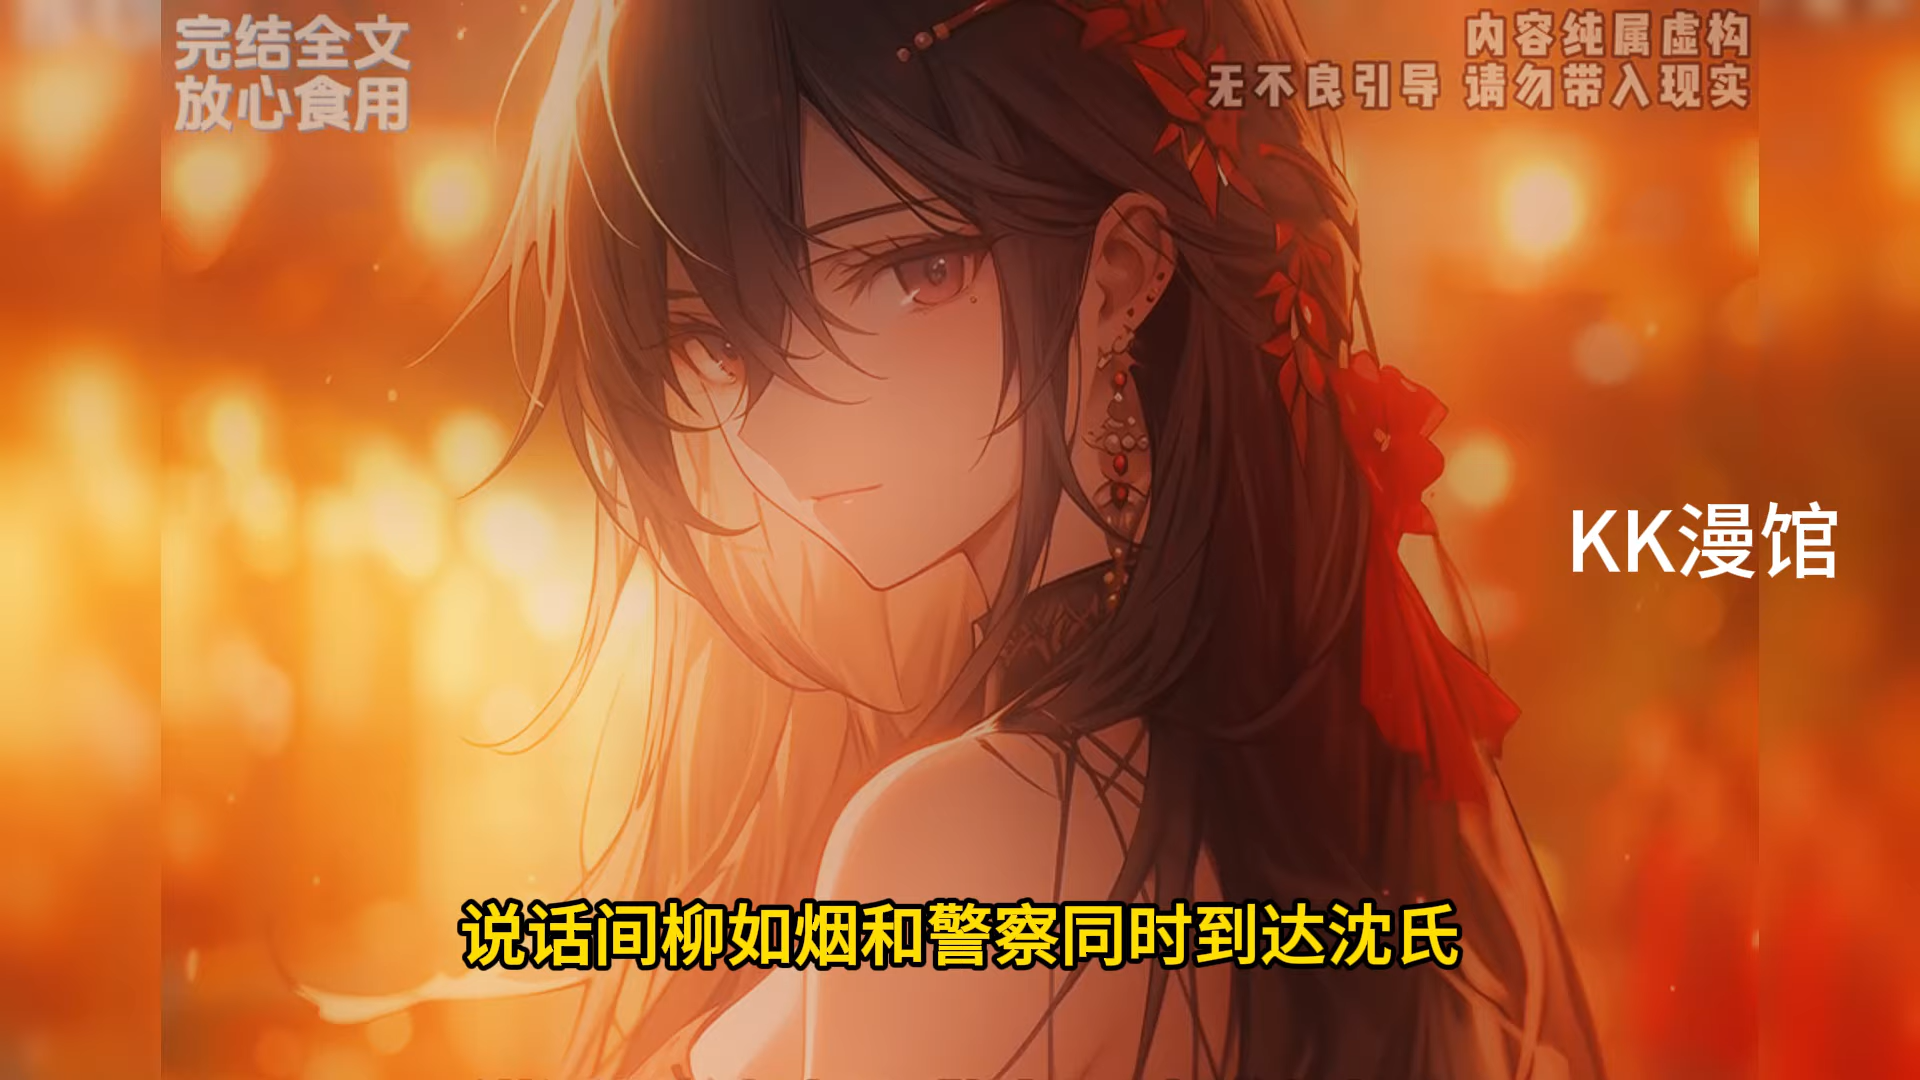 完结全文
放心食用
内容纯属虚构
无不良引导 请勿带入现实
KK漫馆
说话间柳如烟和警察同时到达沈氏